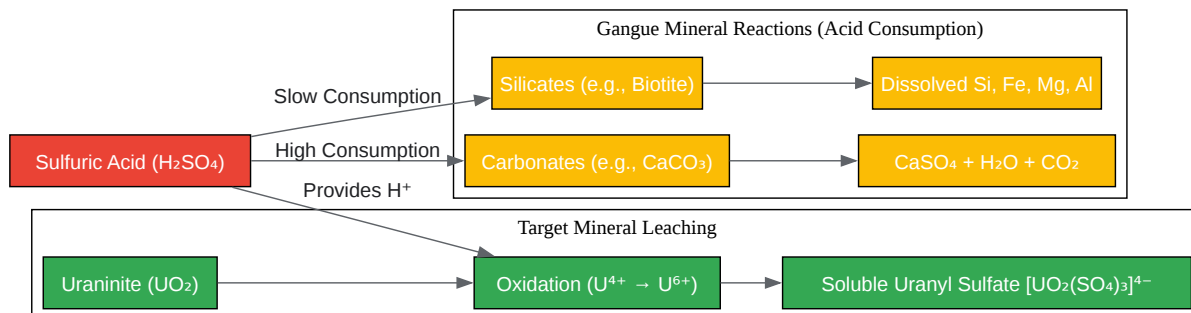 Gangue Mineral Reactions (Acid Consumption)
Slow Consumption
Silicates (e.g., Biotite)
Dissolved Si, Fe, Mg, Al
Sulfuric Acid (H₂SO₄)
High Consumption
Carbonates (e.g., CaCO₃)
CaSO₄ + H₂O + CO₂
Provides H⁺
Target Mineral Leaching
Uraninite (UO₂)
Oxidation (U⁴⁺ → U⁶⁺)
Soluble Uranyl Sulfate [UO₂(SO₄)₃]⁴⁻